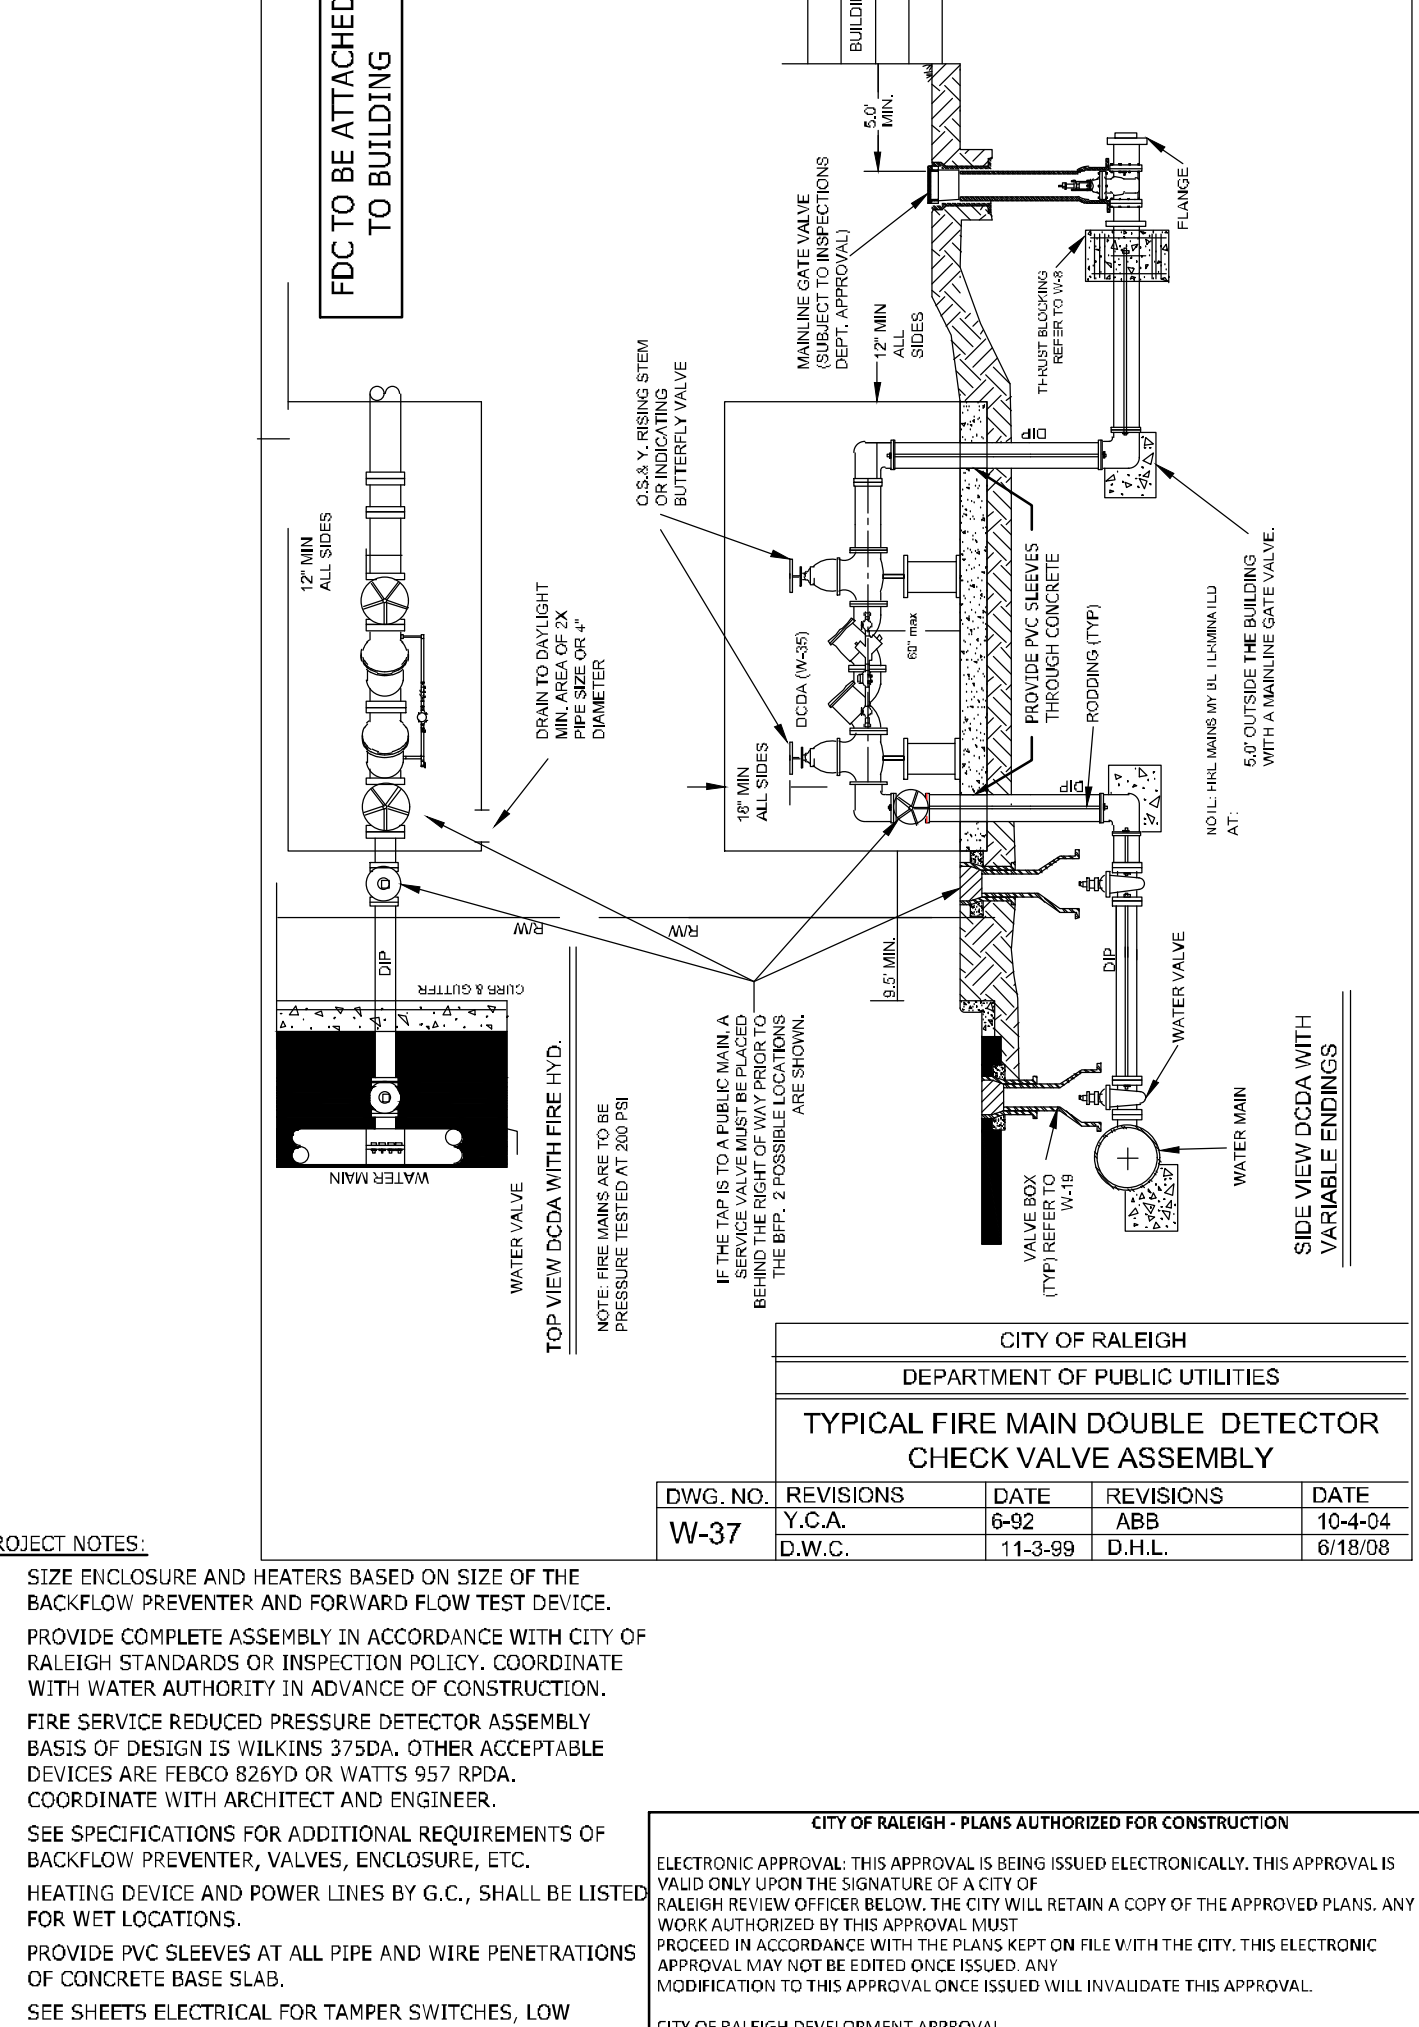 FDC TO BE ATTACHED
TO BUILDING
5.0'
MIN.
MAINLINE GATE VALVE
(SUBJECT TO INSPECTIONS
DEPT. APPROVAL)
12" MIN
ALL
SIDES
FLANGE
THRUST BLOCKING
REFER TO W-8
O.S.& Y. RISING STEM
OR INDICATING
BUTTERFLY VALVE
12" MIN
ALL SIDES
DRAIN TO DAYLIGHT
MIN. AREA OF 2X
PIPE SIZE OR 4"
DIAMETER
DCDA (W-35)
60" max
18" MIN
ALL SIDES
DIP
PROVIDE PVC SLEEVES
THROUGH CONCRETE
RODDING (TYP)
DIP
AT:
5.0' OUTSIDE THE BUILDING
WITH A MAINLINE GATE VALVE.
R/W
R/W
DIP
CURB & GUTTER
9.5' MIN.
DIP
WATER VALVE
WATER MAIN
WATER VALVE
TOP VIEW DCDA WITH FIRE HYD.
NOTE: FIRE MAINS ARE TO BE
PRESSURE TESTED AT 200 PSI
IF THE TAP IS TO A PUBLIC MAIN, A
SERVICE VALVE MUST BE PLACED
BEHIND THE RIGHT OF WAY PRIOR TO
THE BFP. 2 POSSIBLE LOCATIONS
ARE SHOWN.
VALVE BOX
(TYP) REFER TO
W-19
WATER MAIN
SIDE VIEW DCDA WITH
VARIABLE ENDINGS
CITY OF RALEIGH
DEPARTMENT OF PUBLIC UTILITIES
TYPICAL FIRE MAIN DOUBLE DETECTOR
CHECK VALVE ASSEMBLY
DWG. NO. REVISIONS DATE REVISIONS DATE
W-37 Y.C.A. 6-92 ABB 10-4-04
D.W.C. 11-3-99 D.H.L. 6/18/08
NOTES:
SIZE ENCLOSURE AND HEATERS BASED ON SIZE OF THE
BACKFLOW PREVENTER AND FORWARD FLOW TEST DEVICE.
PROVIDE COMPLETE ASSEMBLY IN ACCORDANCE WITH CITY OF
RALEIGH STANDARDS OR INSPECTION POLICY. COORDINATE
WITH WATER AUTHORITY IN ADVANCE OF CONSTRUCTION.
FIRE SERVICE REDUCED PRESSURE DETECTOR ASSEMBLY
BASIS OF DESIGN IS WILKINS 375DA. OTHER ACCEPTABLE
DEVICES ARE FEBCO 826YD OR WATTS 957 RPDA.
COORDINATE WITH ARCHITECT AND ENGINEER.
SEE SPECIFICATIONS FOR ADDITIONAL REQUIREMENTS OF
BACKFLOW PREVENTER, VALVES, ENCLOSURE, ETC.
HEATING DEVICE AND POWER LINES BY G.C., SHALL BE LISTED
FOR WET LOCATIONS.
PROVIDE PVC SLEEVES AT ALL PIPE AND WIRE PENETRATIONS
OF CONCRETE BASE SLAB.
SEE SHEETS ELECTRICAL FOR TAMPER SWITCHES, LOW
CITY OF RALEIGH - PLANS AUTHORIZED FOR CONSTRUCTION
ELECTRONIC APPROVAL: THIS APPROVAL IS BEING ISSUED ELECTRONICALLY. THIS APPROVAL IS
VALID ONLY UPON THE SIGNATURE OF A CITY OF
RALEIGH REVIEW OFFICER BELOW. THE CITY WILL RETAIN A COPY OF THE APPROVED PLANS. ANY
WORK AUTHORIZED BY THIS APPROVAL MUST
PROCEED IN ACCORDANCE WITH THE PLANS KEPT ON FILE WITH THE CITY. THIS ELECTRONIC
APPROVAL MAY NOT BE EDITED ONCE ISSUED. ANY
MODIFICATION TO THIS APPROVAL ONCE ISSUED WILL INVALIDATE THIS APPROVAL.
CITY OF RALEIGH DEVELOPMENT APPROVAL